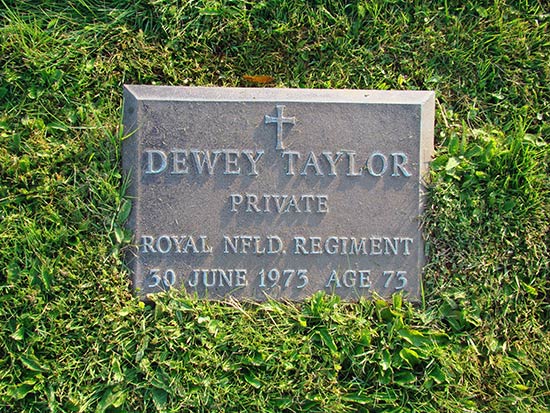 DEWEY TAYLOR
PRIVATE
ROYAL NFLD. REGIMENT
30 JUNE 1973 AGE 73